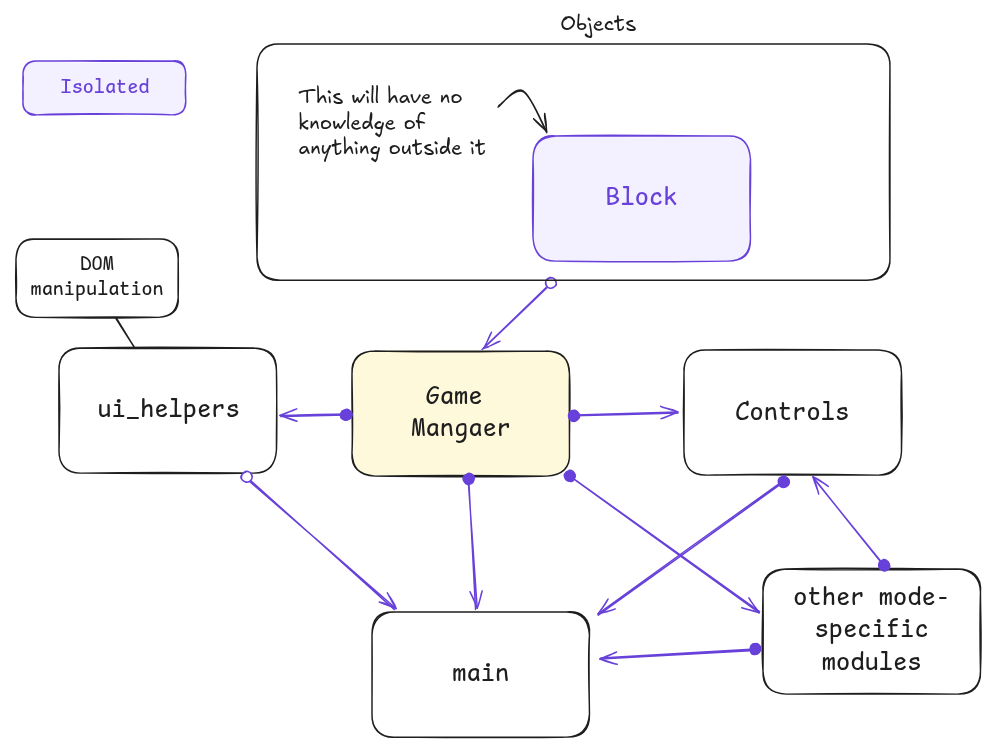 Objects
Isolated
This will have no
knowledge of
anything outside it
Block
DOM
manipulation
ui_helpers
Game
Mangaer
Controls
other mode-
specific
modules
main